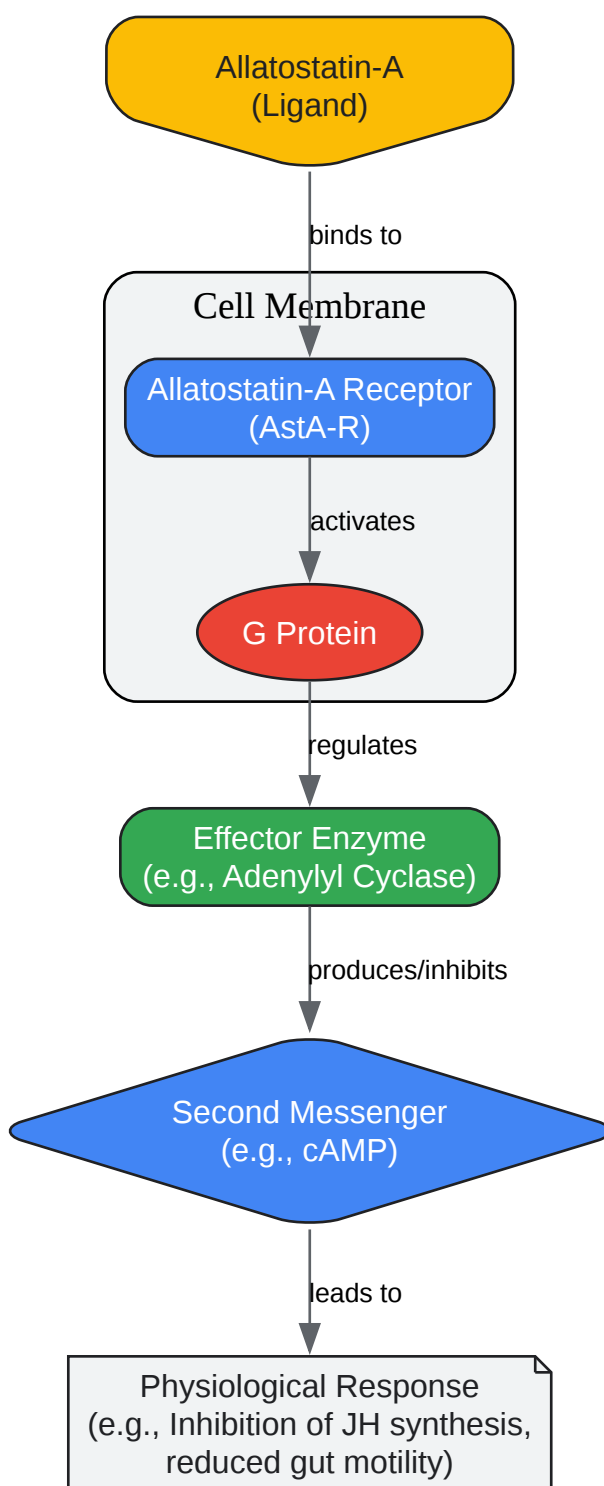 Allatostatin-A
(Ligand)
binds to
Cell Membrane
Allatostatin-A Receptor
(AstA-R)
activates
G Protein
regulates
Effector Enzyme
(e.g., Adenylyl Cyclase)
produces/inhibits
Second Messenger
(e.g., cAMP)
leads to
Physiological Response
(e.g., Inhibition of JH synthesis,
reduced gut motility)